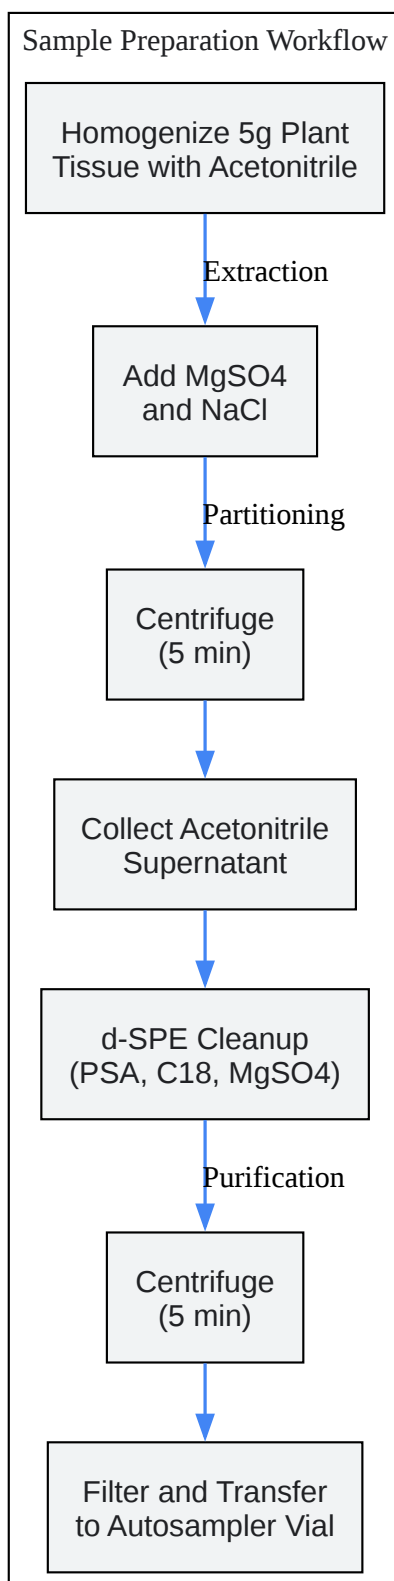 Sample Preparation Workflow
Homogenize 5g Plant
Tissue with Acetonitrile
Extraction
Add MgSO4
and NaCl
Partitioning
Centrifuge
(5 min)
Collect Acetonitrile
Supernatant
d-SPE Cleanup
(PSA, C18, MgSO4)
Purification
Centrifuge
(5 min)
Filter and Transfer
to Autosampler Vial